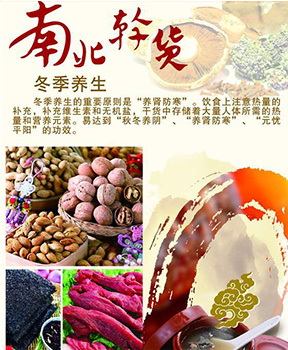 南北幹货
冬季养生
冬季养生的重要原则是“养肾防寒”。饮食上注意热量的
补充，补充维生素和无机盐，干货中存储着大量人体所需的热
量和营养元素。易达到“秋冬养阴”、“养肾防寒”、“元忧
平阳”的功效。